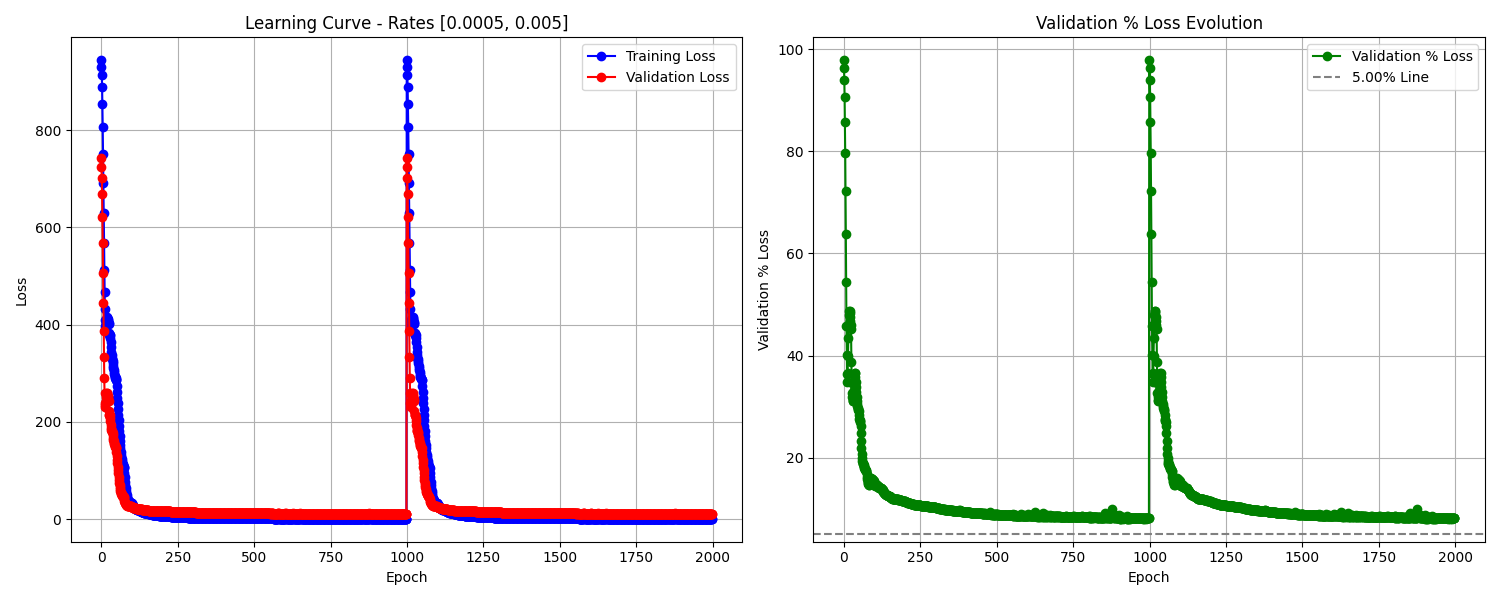 Learning Curve - Rates [0.0005, 0.005]
Training Loss
Validation Loss
Loss
800
600
400
200
0
0 250 500 750 1000 1250 1500 1750 2000
Epoch
Validation % Loss Evolution
Validation % Loss
5.00% Line
Validation % Loss
100
80
60
40
20
0 250 500 750 1000 1250 1500 1750 2000
Epoch